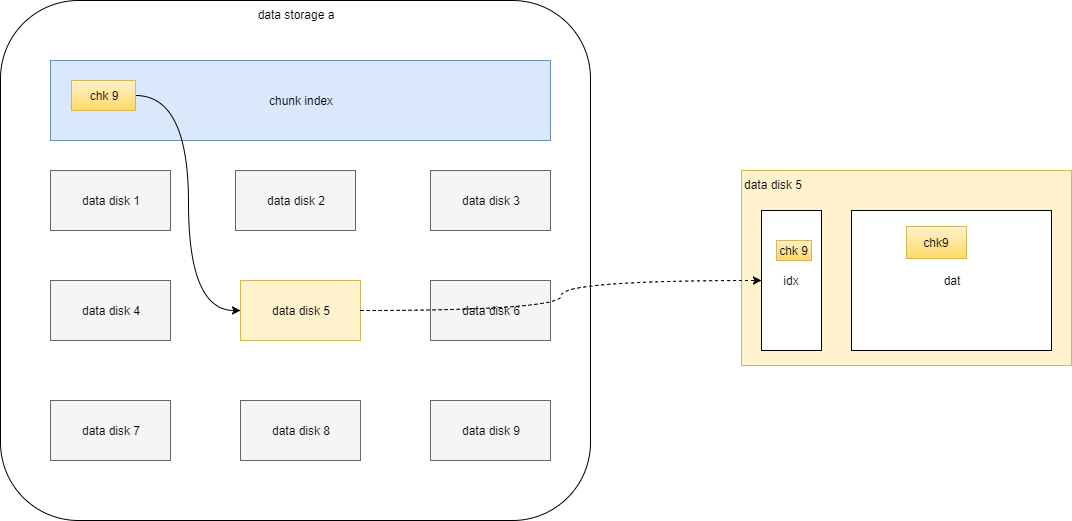 data storage a
chk 9
chunk index
data disk 1
data disk 2
data disk 3
data disk 4
data disk 5
data disk 6
data disk 7
data disk 8
data disk 9
data disk 5
chk 9
idx
chk9
dat